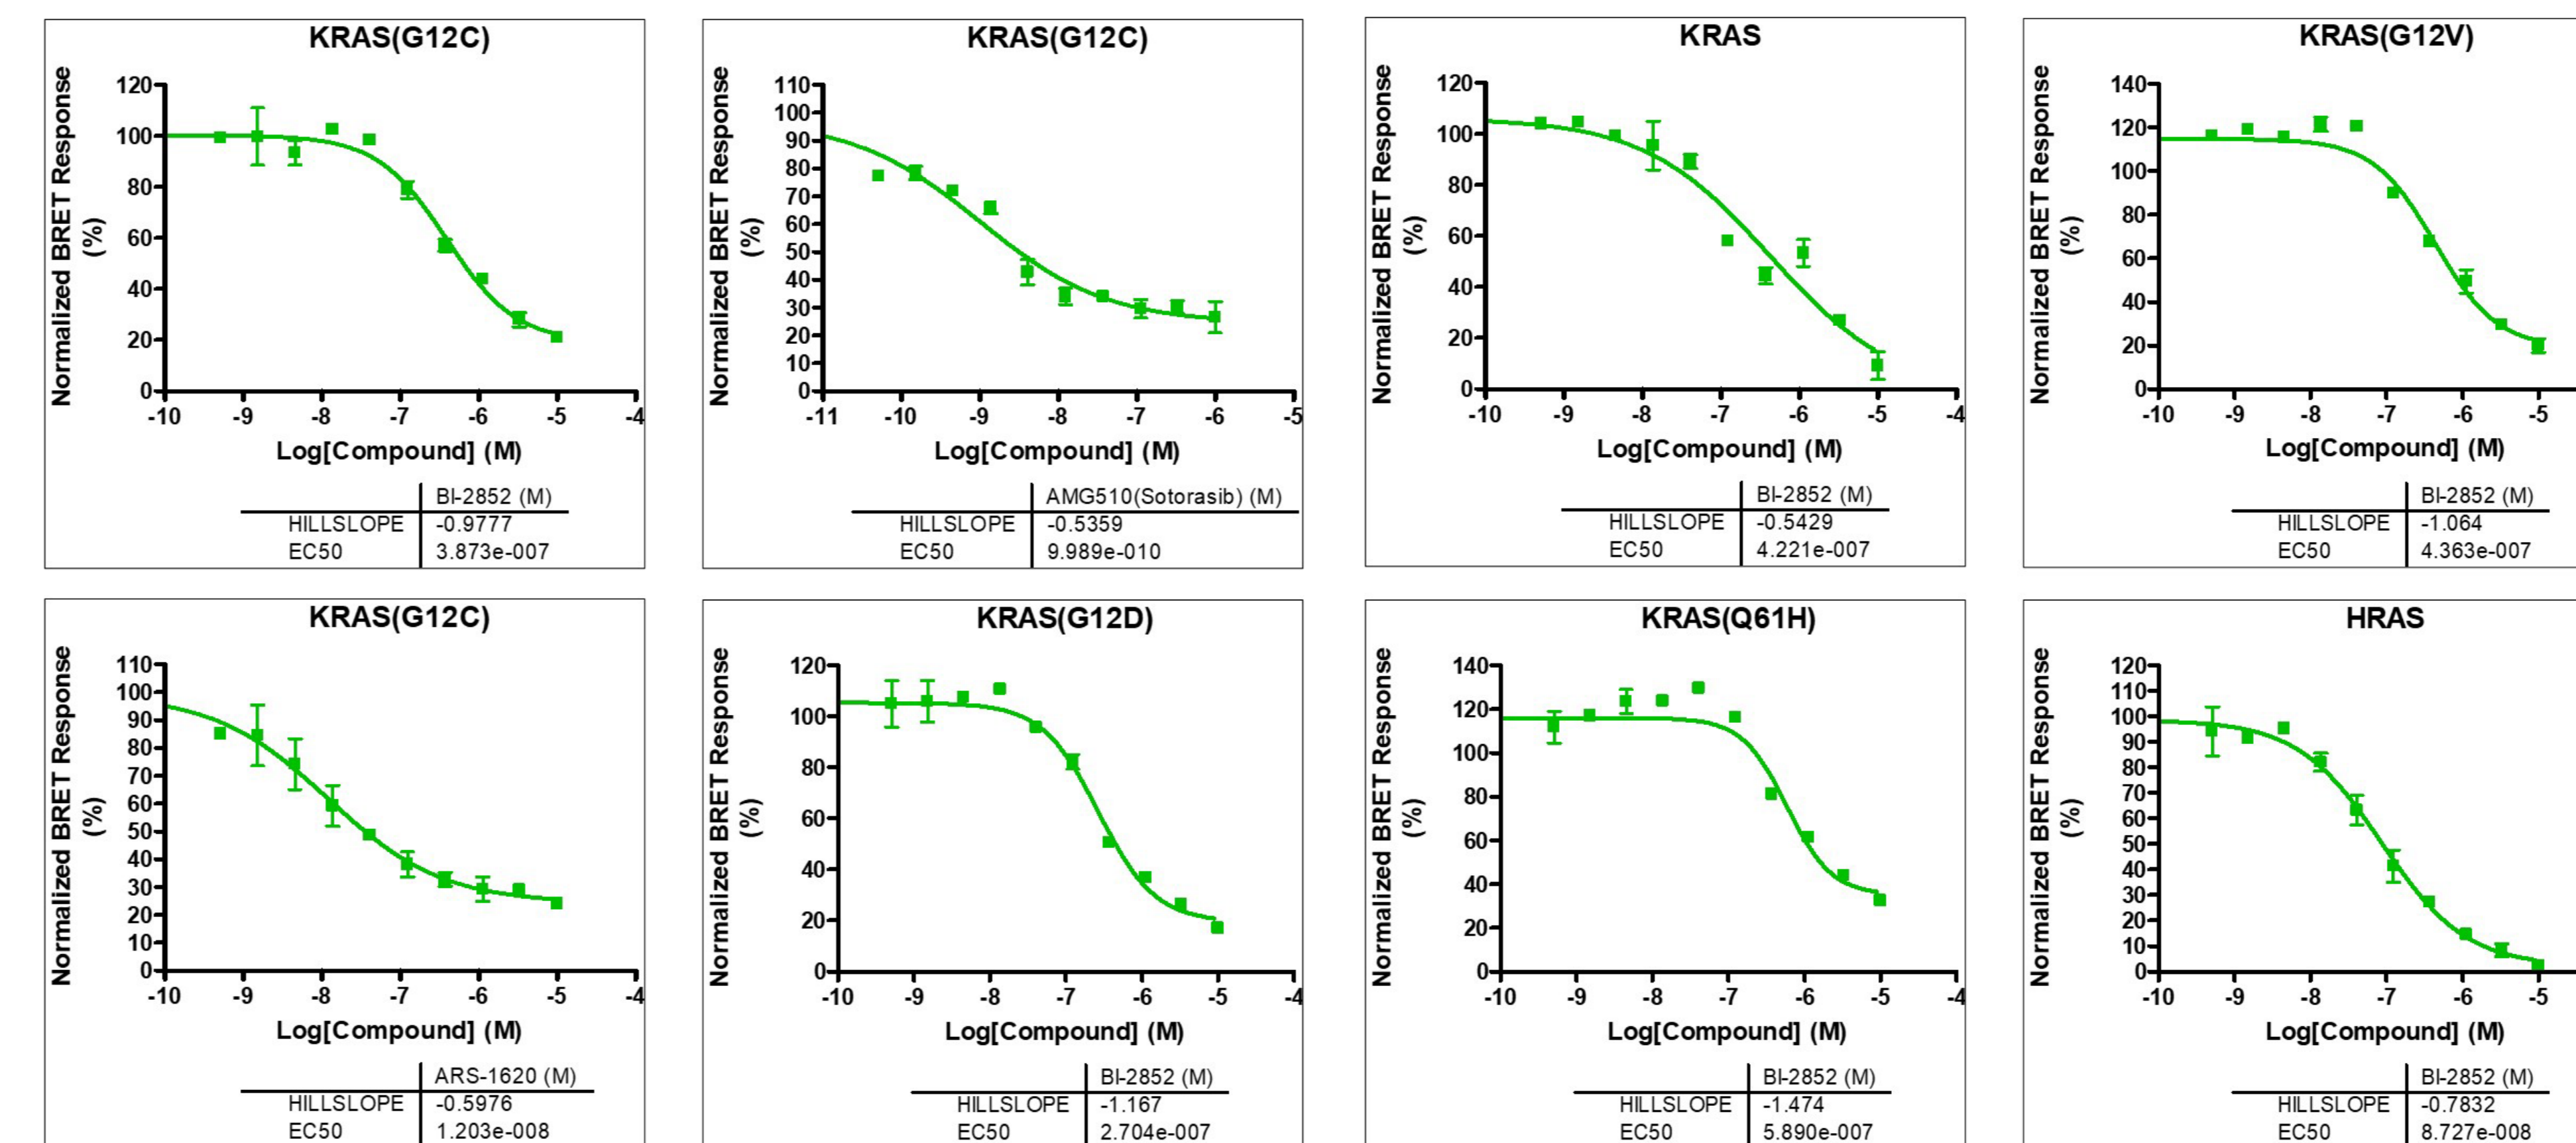 KRAS(G12C)
Normalized BRET Response
(%)
120
100
80
60
40
20
0
-10 -9 -8 -7 -6 -5 -4
Log[Compound] (M)
BI-2852 (M)
HILLSLOPE -0.9777
EC50 3.873e-007
KRAS(G12C)
Normalized BRET Response
(%)
110
100
90
80
70
60
50
40
30
20
10
0
-11 -10 -9 -8 -7 -6 -5
Log[Compound] (M)
AMG510(Sotorasib) (M)
HILLSLOPE -0.5359
EC50 9.989e-010
KRAS
Normalized BRET Response
(%)
120
100
80
60
40
20
0
-10 -9 -8 -7 -6 -5 -4
Log[Compound] (M)
BI-2852 (M)
HILLSLOPE -0.5429
EC50 4.221e-007
KRAS(G12V)
Normalized BRET Response
(%)
140
120
100
80
60
40
20
0
-10 -9 -8 -7 -6 -5
Log[Compound] (M)
BI-2852 (M)
HILLSLOPE -1.064
EC50 4.363e-007
KRAS(G12C)
Normalized BRET Response
(%)
110
100
90
80
70
60
50
40
30
20
10
0
-10 -9 -8 -7 -6 -5 -4
Log[Compound] (M)
ARS-1620 (M)
HILLSLOPE -0.5976
EC50 1.203e-008
KRAS(G12D)
Normalized BRET Response
(%)
120
100
80
60
40
20
0
-10 -9 -8 -7 -6 -5 -4
Log[Compound] (M)
BI-2852 (M)
HILLSLOPE -1.167
EC50 2.704e-007
KRAS(Q61H)
Normalized BRET Response
(%)
140
120
100
80
60
40
20
0
-10 -9 -8 -7 -6 -5 -4
Log[Compound] (M)
BI-2852 (M)
HILLSLOPE -1.474
EC50 5.890e-007
HRAS
Normalized BRET Response
(%)
120
110
100
90
80
70
60
50
40
30
20
10
0
-10 -9 -8 -7 -6 -5
Log[Compound] (M)
BI-2852 (M)
HILLSLOPE -0.7832
EC50 8.727e-008